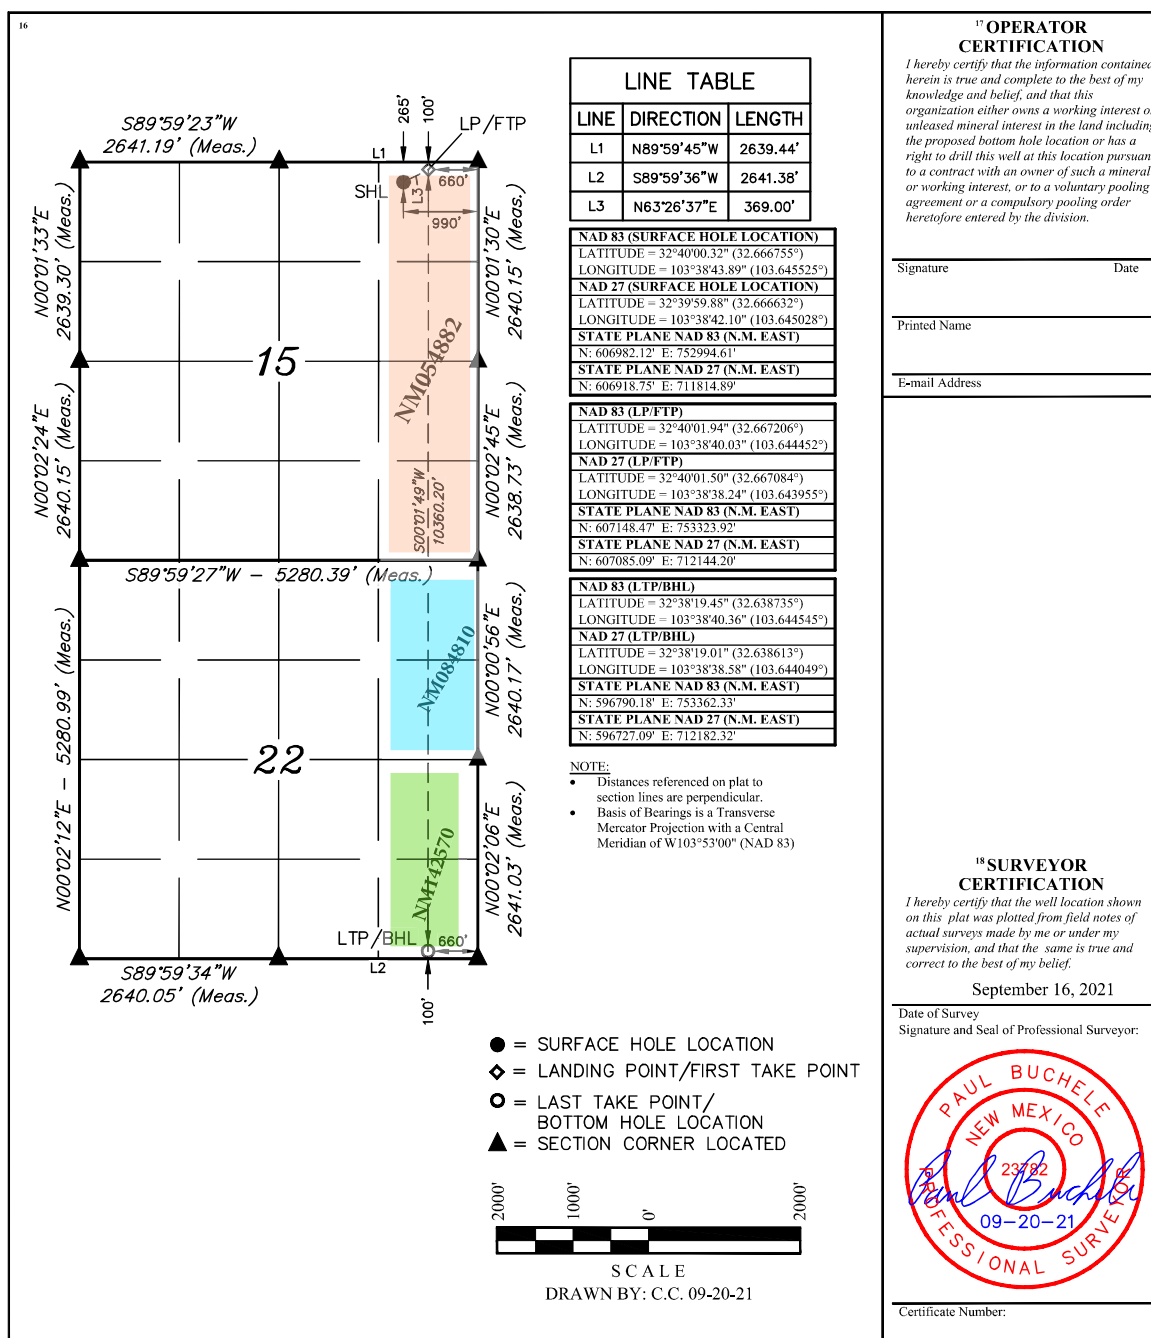 16
S89°59'23"W
2641.19' (Meas.)
265'
100'
LP/FTP
L1
SHL
L3
660'
990'
N00°01'33"E
2639.30' (Meas.)
N00°01'30"E
2640.15' (Meas.)
15
NM054882
N00°02'24"E
2640.15' (Meas.)
N00°02'45"E
2638.73' (Meas.)
S00°01'49"W
10360.20'
S89°59'27"W – 5280.39' (Meas.)
N00°02'12"E – 5280.99' (Meas.)
N00°00'56"E
2640.17' (Meas.)
NM084810
22
NM142570
N00°02'06"E
2641.03' (Meas.)
LTP/BHL
660'
L2
S89°59'34"W
2640.05' (Meas.)
100'
LINE TABLE
LINE DIRECTION LENGTH
L1 N89°59'45"W 2639.44'
L2 S89°59'36"W 2641.38'
L3 N63°26'37"E 369.00'
NAD 83 (SURFACE HOLE LOCATION)
LATITUDE = 32°40'00.32" (32.666755°)
LONGITUDE = 103°38'43.89" (103.645525°)
NAD 27 (SURFACE HOLE LOCATION)
LATITUDE = 32°39'59.88" (32.666632°)
LONGITUDE = 103°38'42.10" (103.645028°)
STATE PLANE NAD 83 (N.M. EAST)
N: 606982.12' E: 752994.61'
STATE PLANE NAD 27 (N.M. EAST)
N: 606918.75' E: 711814.89'
NAD 83 (LP/FTP)
LATITUDE = 32°40'01.94" (32.667206°)
LONGITUDE = 103°38'40.03" (103.644452°)
NAD 27 (LP/FTP)
LATITUDE = 32°40'01.50" (32.667084°)
LONGITUDE = 103°38'38.24" (103.643955°)
STATE PLANE NAD 83 (N.M. EAST)
N: 607148.47' E: 753323.92'
STATE PLANE NAD 27 (N.M. EAST)
N: 607085.09' E: 712144.20'
NAD 83 (LTP/BHL)
LATITUDE = 32°38'19.45" (32.638735°)
LONGITUDE = 103°38'40.36" (103.644545°)
NAD 27 (LTP/BHL)
LATITUDE = 32°38'19.01" (32.638613°)
LONGITUDE = 103°38'38.58" (103.644049°)
STATE PLANE NAD 83 (N.M. EAST)
N: 596790.18' E: 753362.33'
STATE PLANE NAD 27 (N.M. EAST)
N: 596727.09' E: 712182.32'
NOTE:
• Distances referenced on plat to
section lines are perpendicular.
• Basis of Bearings is a Transverse
Mercator Projection with a Central
Meridian of W103°53'00" (NAD 83)
= SURFACE HOLE LOCATION
= LANDING POINT/FIRST TAKE POINT
= LAST TAKE POINT/
BOTTOM HOLE LOCATION
= SECTION CORNER LOCATED
2000' 1000' 0' 2000'
SCALE
DRAWN BY: C.C. 09-20-21
17 OPERATOR
CERTIFICATION
I hereby certify that the information contained
herein is true and complete to the best of my
knowledge and belief, and that this
organization either owns a working interest o
unleased mineral interest in the land including
the proposed bottom hole location or has a
right to drill this well at this location pursuan
to a contract with an owner of such a mineral
or working interest, or to a voluntary pooling
agreement or a compulsory pooling order
heretofore entered by the division.
Signature Date
Printed Name
E-mail Address
18 SURVEYOR
CERTIFICATION
I hereby certify that the well location shown
on this plat was plotted from field notes of
actual surveys made by me or under my
supervision, and that the same is true and
correct to the best of my belief.
September 16, 2021
Date of Survey
Signature and Seal of Professional Surveyor:
PAUL BUCHELE
NEW MEXICO
23782
Paul Buchele
09-20-21
PROFESSIONAL SURVEYOR
Certificate Number: